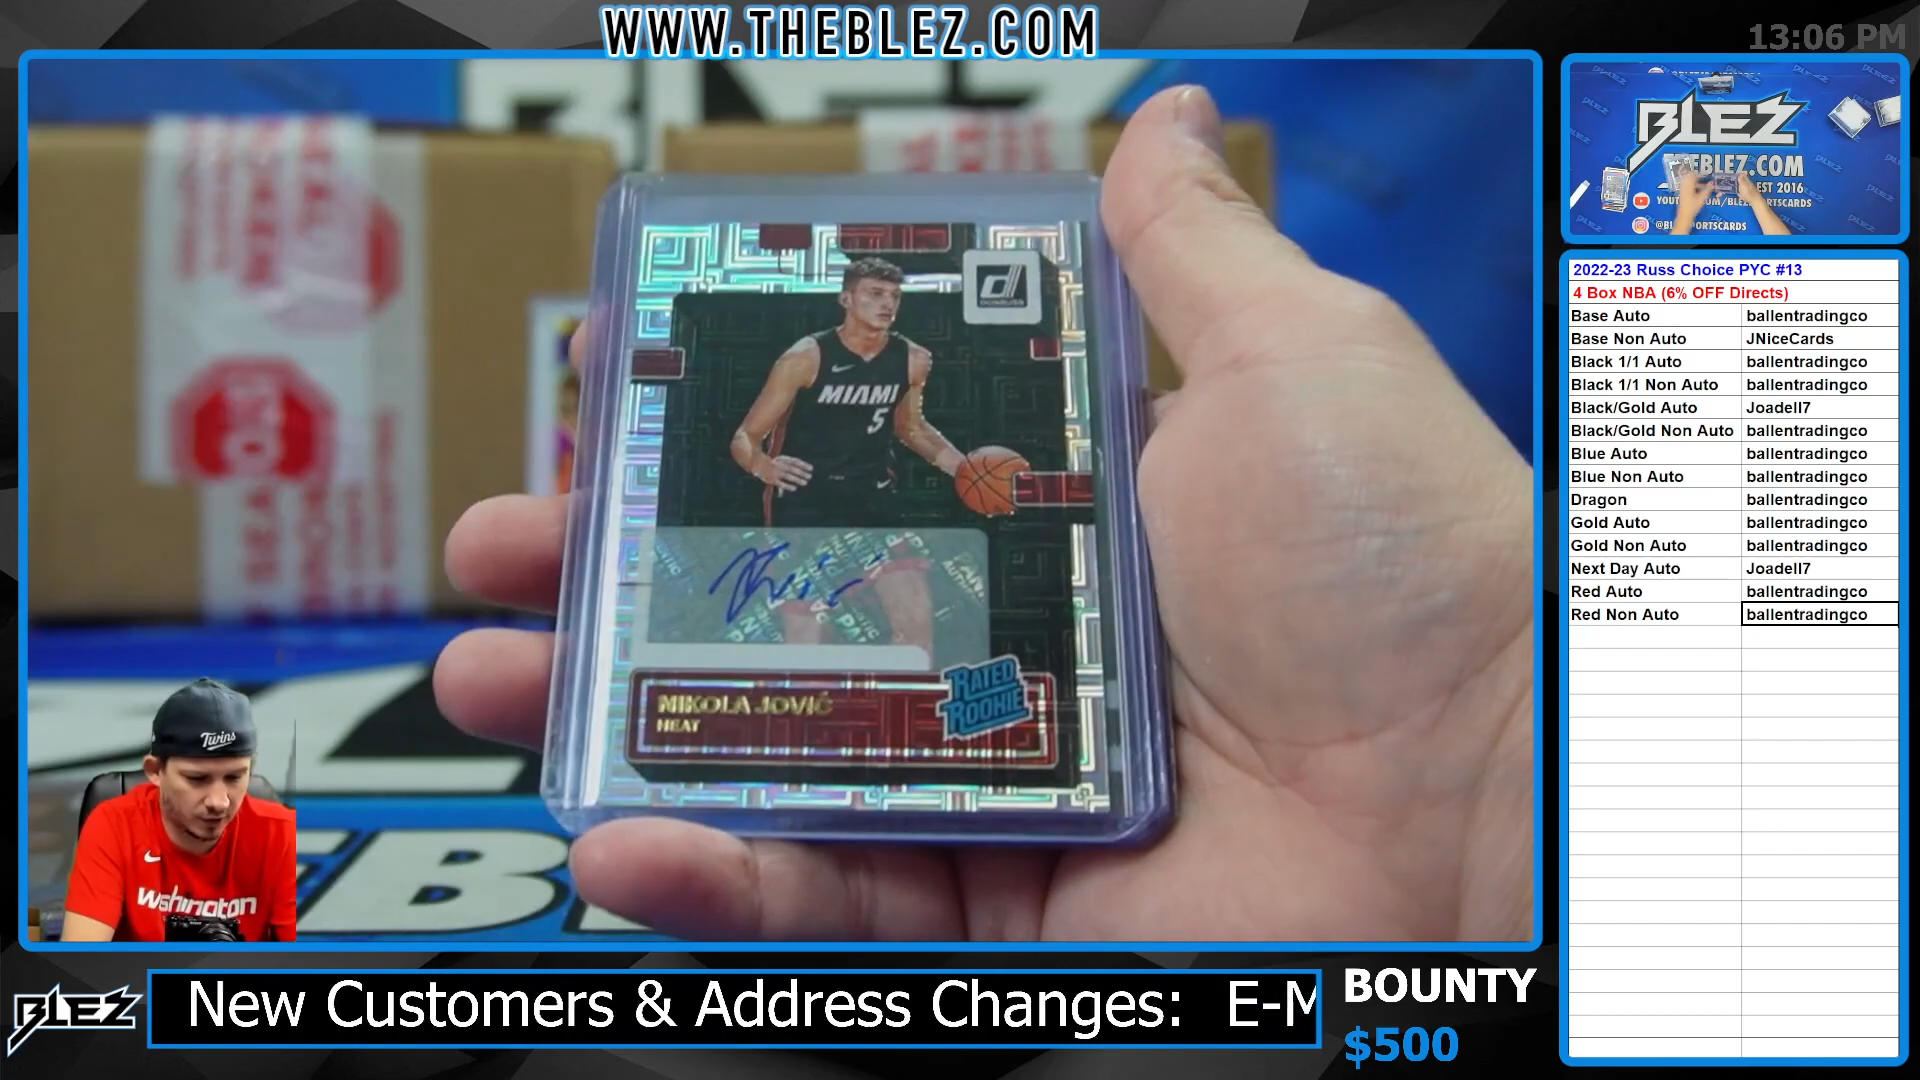 WWW.THEBLEZ.COM
13:06 PM
BLEZ
THEBLEZ.COM
EST 2016
@BL
ORTSCARDS
2022-23 Russ Choice PYC #13
4 Box NBA (6% OFF Directs)
Base Auto ballentradingco
Base Non Auto JNiceCards
Black 1/1 Auto ballentradingco
Black 1/1 Non Auto ballentradingco
Black/Gold Auto Joadell7
Black/Gold Non Auto ballentradingco
Blue Auto ballentradingco
Blue Non Auto ballentradingco
Dragon ballentradingco
Gold Auto ballentradingco
Gold Non Auto ballentradingco
Next Day Auto Joadell7
Red Auto ballentradingco
Red Non Auto ballentradingco
d
DONRUSS
MIAMI
5
NIKOLA JOVIĆ
HEAT
RATED
ROOKIE
Twins
washington
BLEZ
New Customers & Address Changes: E-M
BOUNTY
$500